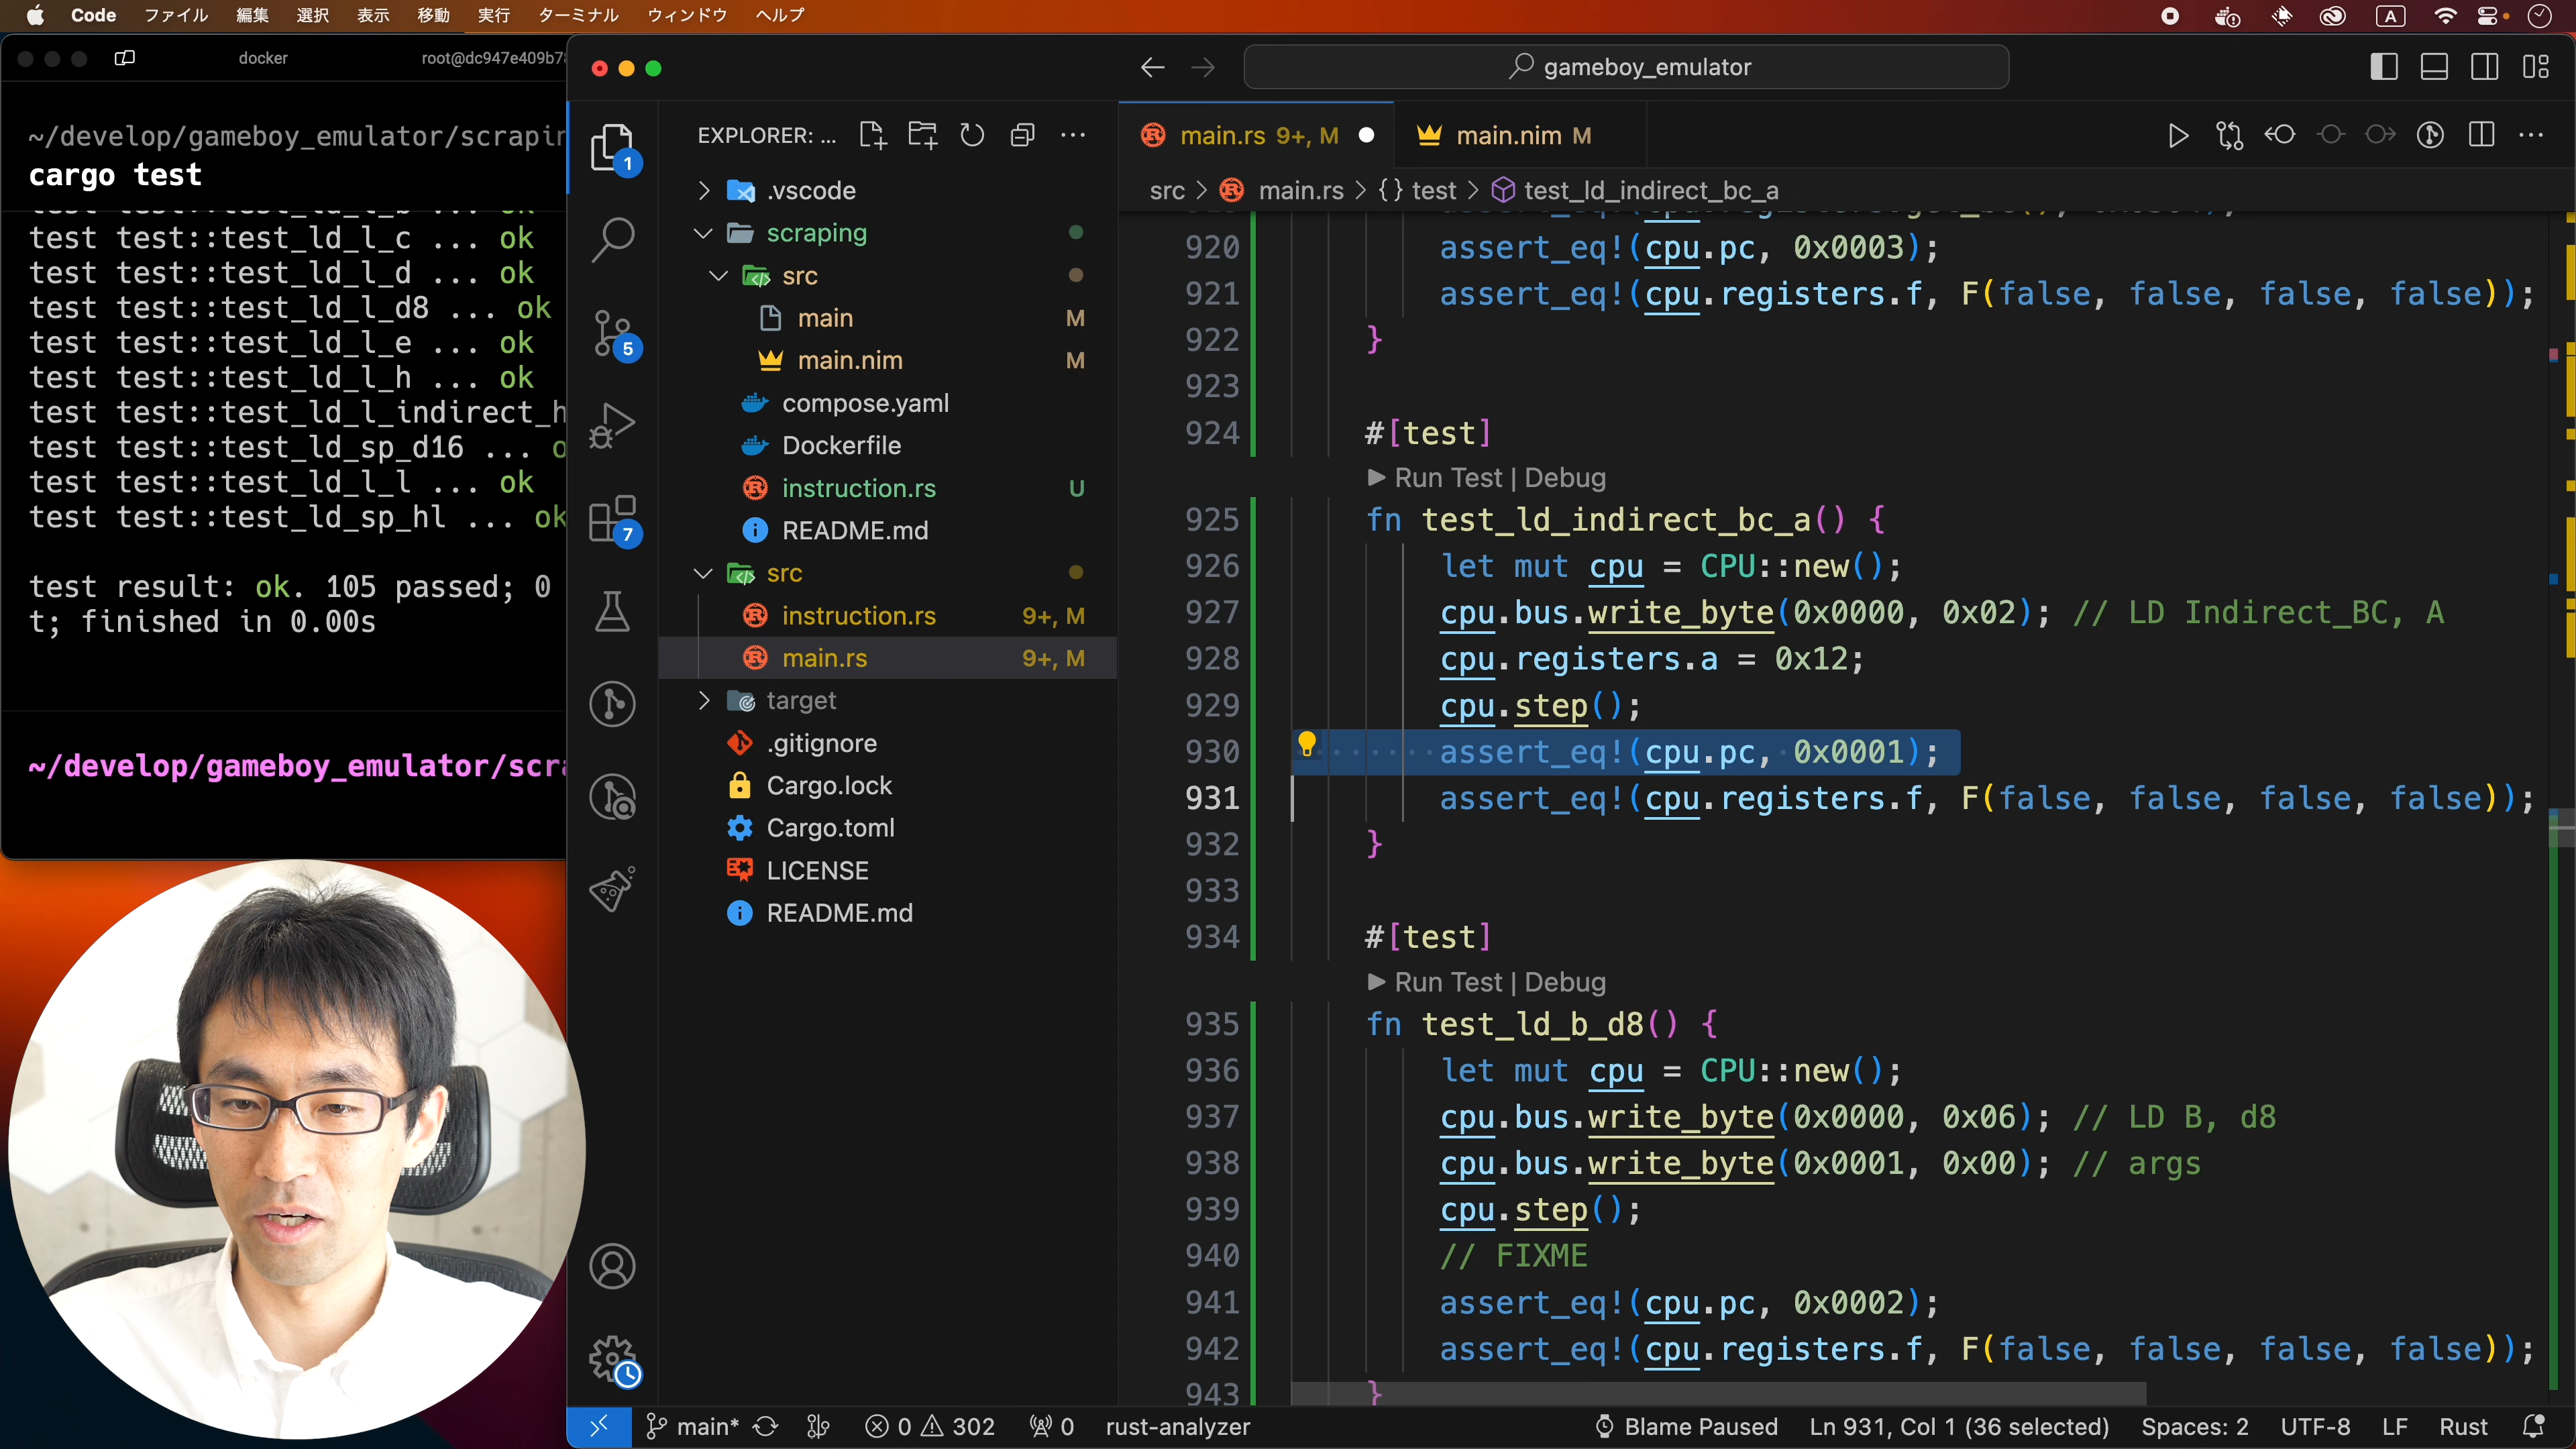 Code ファイル 編集 選択 表示 移動 実行 ターミナル ウィンドウ ヘルプ A
docker root@dc947e409b7
~/develop/gameboy_emulator/scrapin
cargo test
test test::test_ld_l_c ... ok
test test::test_ld_l_d ... ok
test test::test_ld_l_d8 ... ok
test test::test_ld_l_e ... ok
test test::test_ld_l_h ... ok
test test::test_ld_l_indirect_h
test test::test_ld_sp_d16 ... o
test test::test_ld_l_l ... ok
test test::test_ld_sp_hl ... ok
test result: ok. 105 passed; 0
t; finished in 0.00s
~/develop/gameboy_emulator/scra
gameboy_emulator
1
5
7
EXPLORER: ...
.vscode
scraping
src
main M
main.nim M
compose.yaml
Dockerfile
instruction.rs U
README.md
src
instruction.rs 9+, M
main.rs 9+, M
target
.gitignore
Cargo.lock
Cargo.toml
LICENSE
README.md
main.rs 9+, M
main.nim M
src > main.rs > {} test > test_ld_indirect_bc_a
920 assert_eq!(cpu.pc, 0x0003);
921 assert_eq!(cpu.registers.f, F(false, false, false, false));
922 }
923
924 #[test]
Run Test | Debug
925 fn test_ld_indirect_bc_a() {
926 let mut cpu = CPU::new();
927 cpu.bus.write_byte(0x0000, 0x02); // LD Indirect_BC, A
928 cpu.registers.a = 0x12;
929 cpu.step();
930 assert_eq!(cpu.pc, 0x0001);
931 assert_eq!(cpu.registers.f, F(false, false, false, false));
932 }
933
934 #[test]
Run Test | Debug
935 fn test_ld_b_d8() {
936 let mut cpu = CPU::new();
937 cpu.bus.write_byte(0x0000, 0x06); // LD B, d8
938 cpu.bus.write_byte(0x0001, 0x00); // args
939 cpu.step();
940 // FIXME
941 assert_eq!(cpu.pc, 0x0002);
942 assert_eq!(cpu.registers.f, F(false, false, false, false));
943 }
main* 0 302 0 rust-analyzer Blame Paused Ln 931, Col 1 (36 selected) Spaces: 2 UTF-8 LF Rust